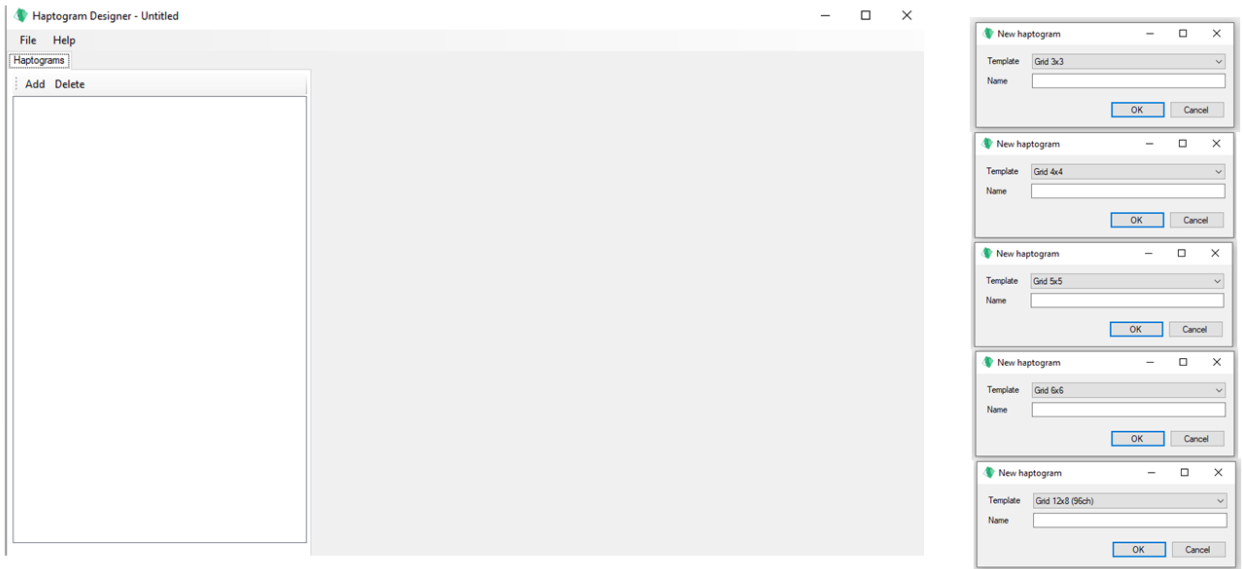 Haptogram Designer - Untitled
File Help
Haptograms
Add Delete
New haptogram
Template Grid 3x3
Name
OK Cancel
New haptogram
Template Grid 4x4
Name
OK Cancel
New haptogram
Template Grid 5x5
Name
OK Cancel
New haptogram
Template Grid 6x6
Name
OK Cancel
New haptogram
Template Grid 12x8 (96ch)
Name
OK Cancel